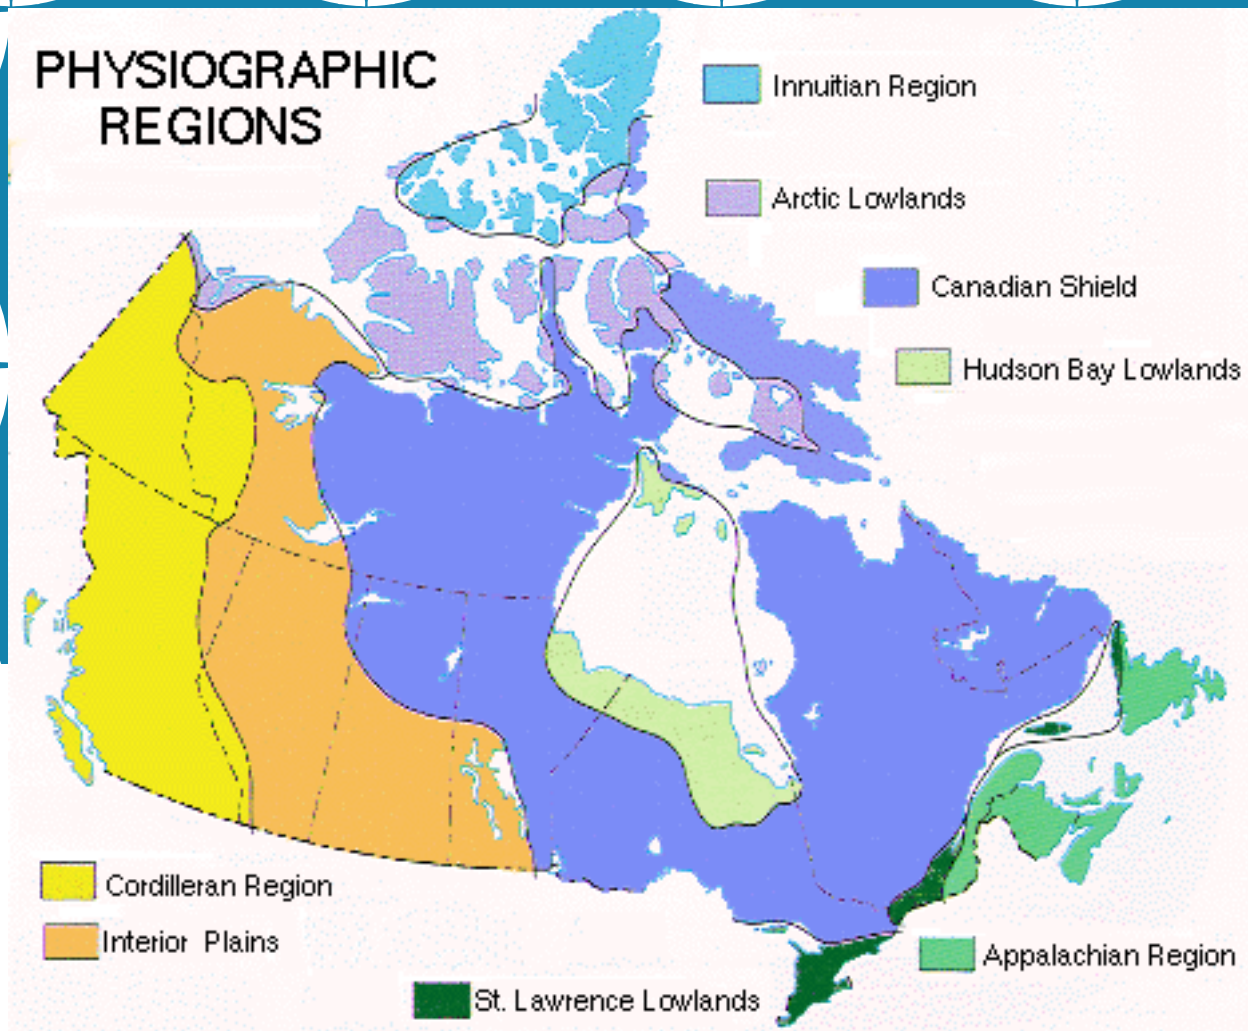 PHYSIOGRAPHIC
REGIONS
Innuitian Region
Arctic Lowlands
Canadian Shield
Hudson Bay Lowlands
Cordilleran Region
Interior Plains
St. Lawrence Lowlands
Appalachian Region